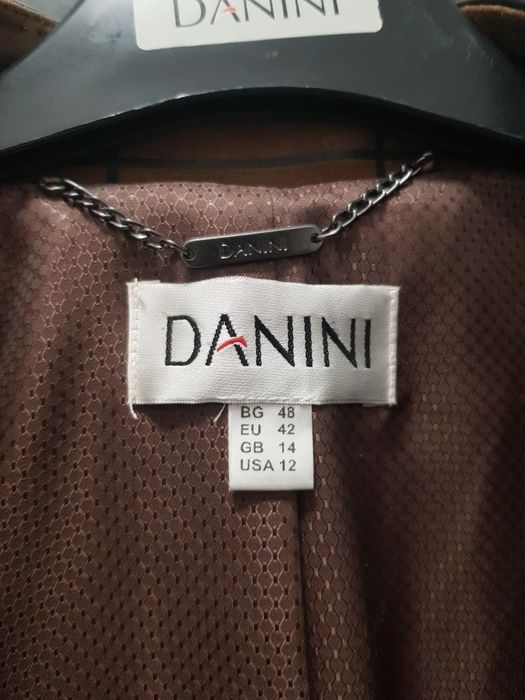 DANINI
DANINI
DANINI
BG 48
EU 42
GB 14
USA 12